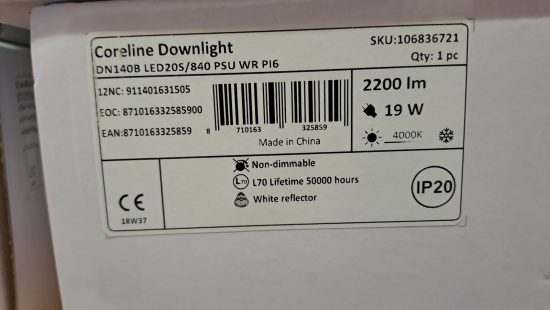 Coreline Downlight
SKU:106836721
DN140B LED20S/840 PSU WR PI6
Qty: 1 pc
12NC: 911401631505
EOC: 871016332585900
EAN:8710163325859
8 710163 325859
Made in China
2200 lm
19 W
4000K
Non-dimmable
L70 L70 Lifetime 50000 hours
White reflector
CE
18W37
IP20